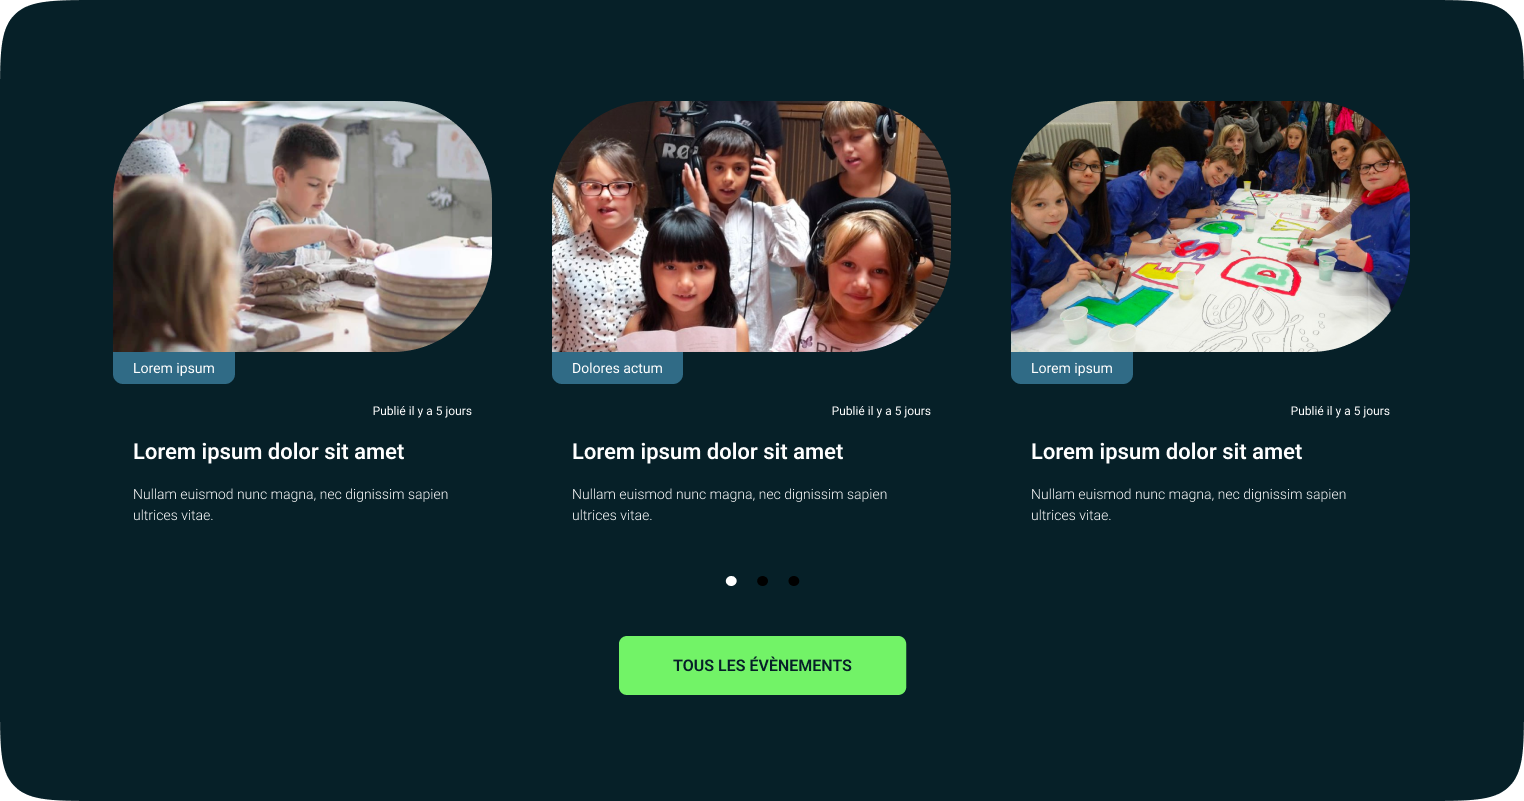 RØ
LES
DA
Lorem ipsum
Dolores actum
Lorem ipsum
Publié il y a 5 jours
Publié il y a 5 jours
Publié il y a 5 jours
Lorem ipsum dolor sit amet
Lorem ipsum dolor sit amet
Lorem ipsum dolor sit amet
Nullam euismod nunc magna, nec dignissim sapien
ultrices vitae.
Nullam euismod nunc magna, nec dignissim sapien
ultrices vitae.
Nullam euismod nunc magna, nec dignissim sapien
ultrices vitae.
TOUS LES ÉVÈNEMENTS